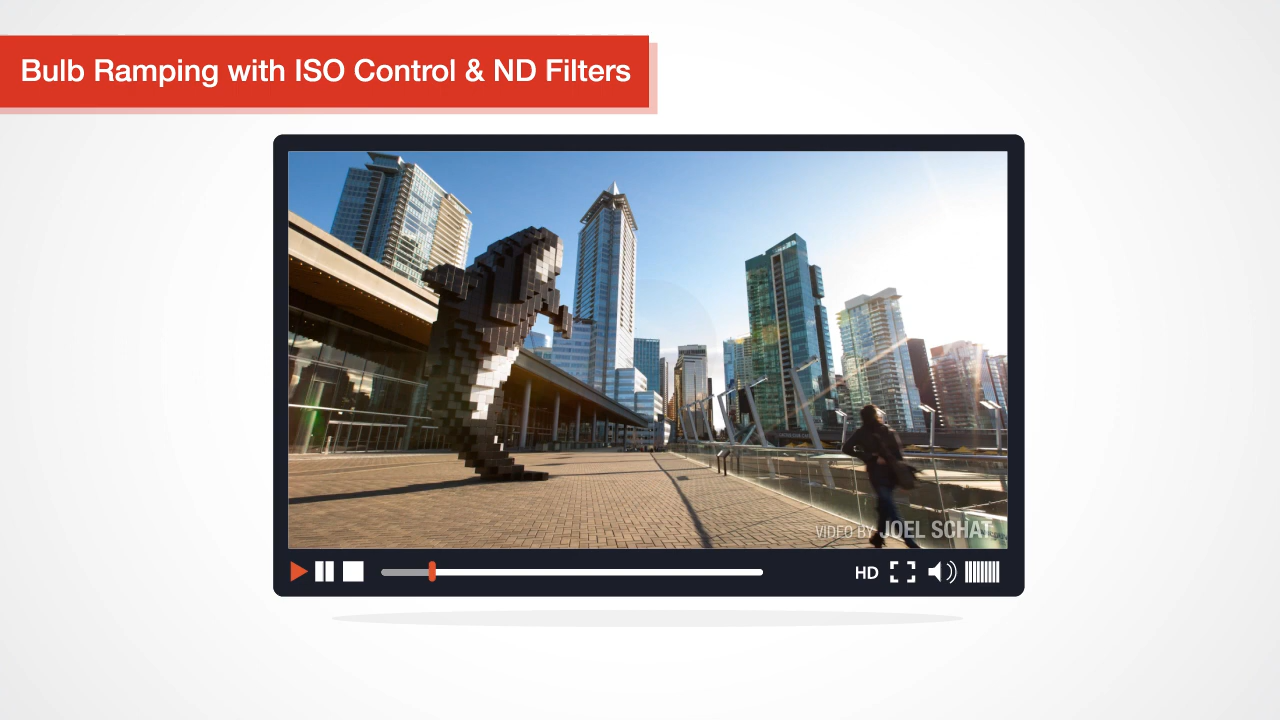 Bulb Ramping with ISO Control & ND Filters
VIDEO BY JOEL SCHAT
HD